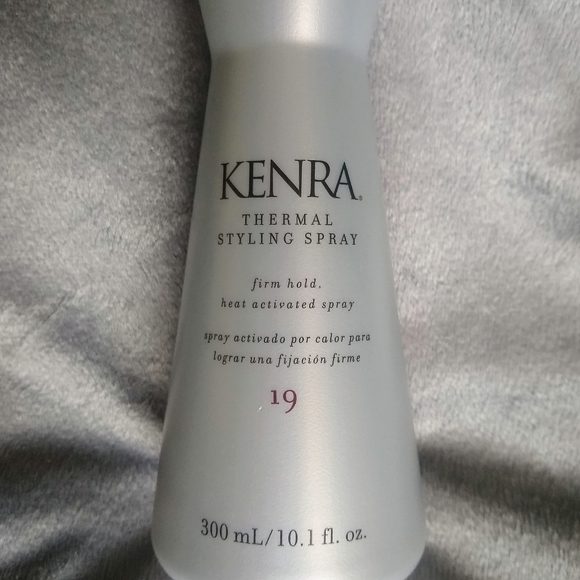 KENRA®
THERMAL
STYLING SPRAY
firm hold,
heat activated spray
spray activado por calor para
lograr una fijación firme
19
300 mL/10.1 fl. oz.